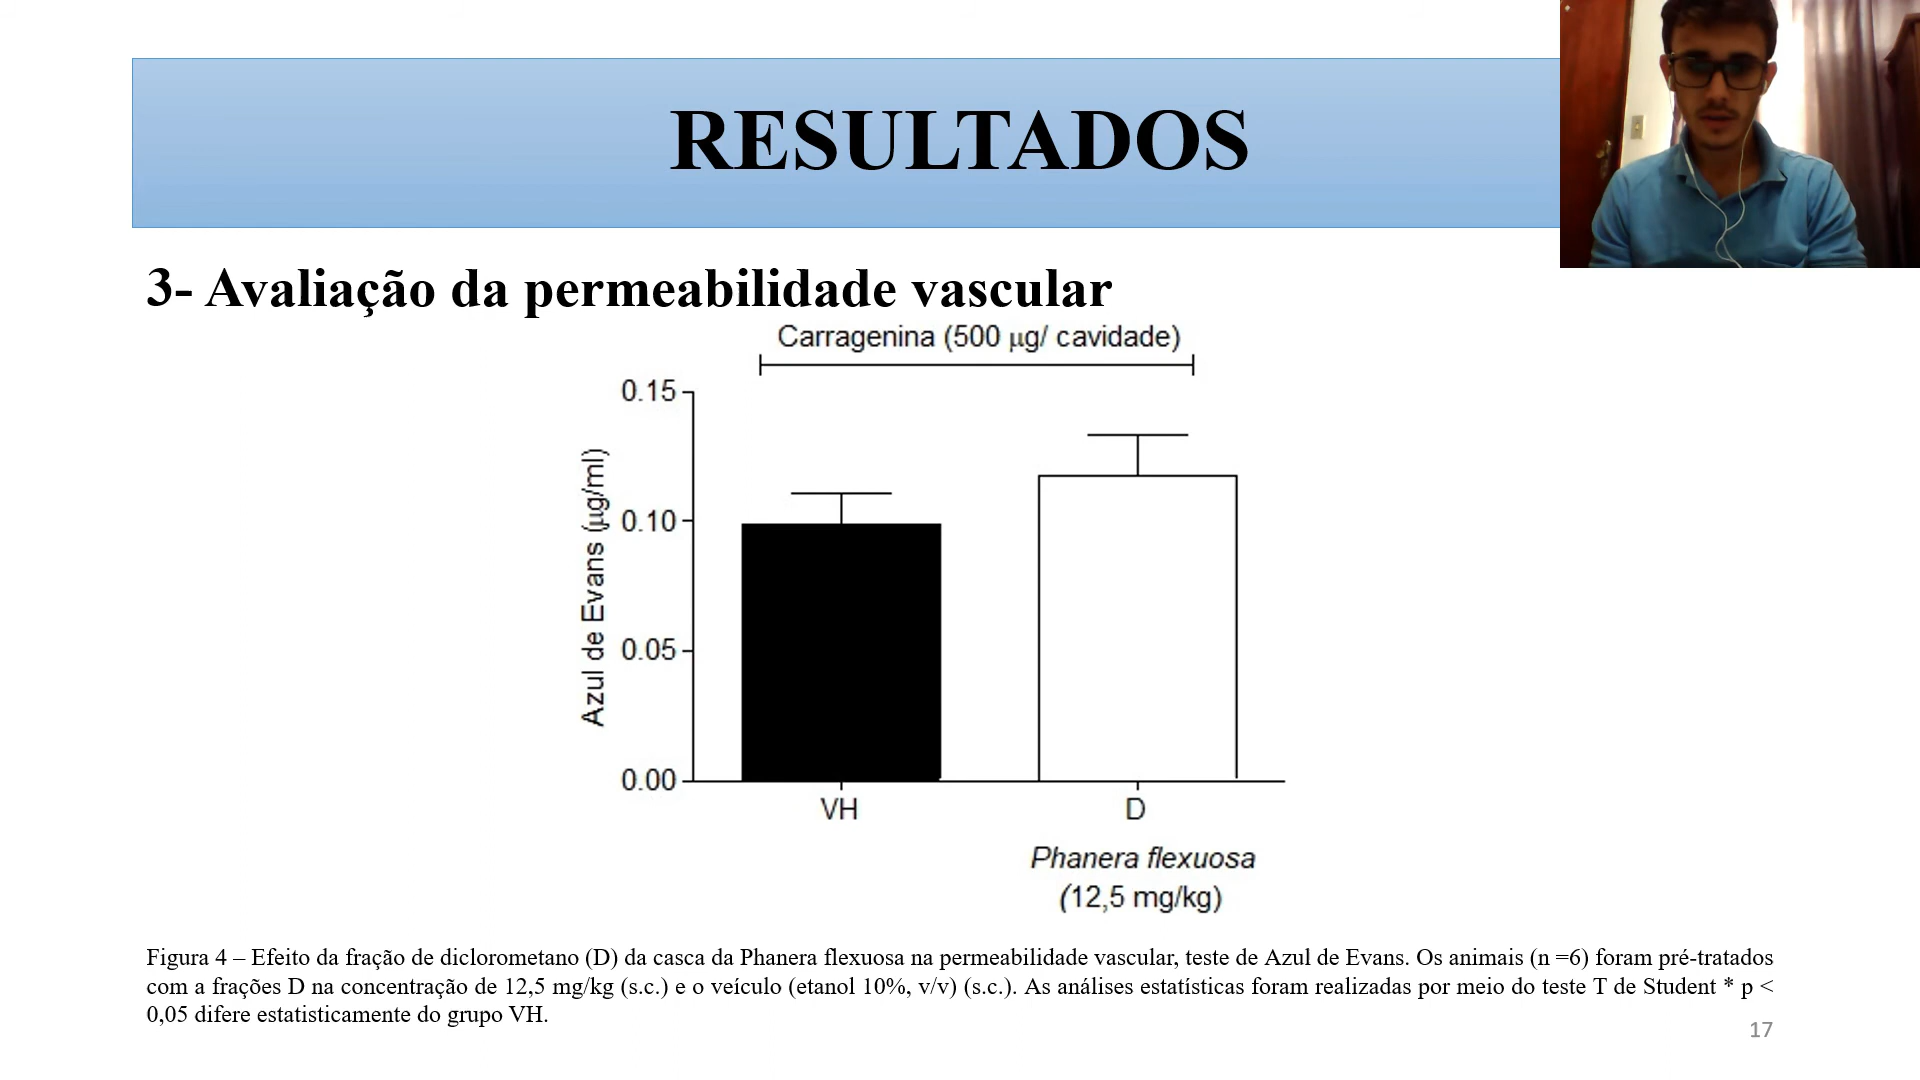 RESULTADOS
3- Avaliação da permeabilidade vascular
Carragenina (500 µg/ cavidade)
0.15
0.10
0.05
0.00
Azul de Evans (µg/ml)
VH
D
Phanera flexuosa
(12,5 mg/kg)
Figura 4 – Efeito da fração de diclorometano (D) da casca da Phanera flexuosa na permeabilidade vascular, teste de Azul de Evans. Os animais (n =6) foram pré-tratados
com a frações D na concentração de 12,5 mg/kg (s.c.) e o veículo (etanol 10%, v/v) (s.c.). As análises estatísticas foram realizadas por meio do teste T de Student * p <
0,05 difere estatisticamente do grupo VH.
17